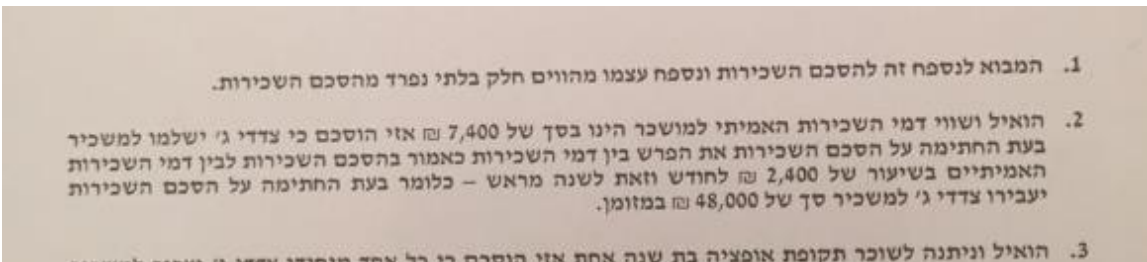 1. המבוא לנספח זה להסכם השכירות ונספח עצמו מהווים חלק בלתי נפרד מהסכם השכירות.
2. הואיל ושווי דמי השכירות האמיתי למושכר הינו בסך של 7,400 ₪ אזי הוסכם כי צדדי ג׳ ישלמו למשכיר
בעת החתימה על הסכם השכירות את הפרש בין דמי השכירות כאמור בהסכם השכירות לבין דמי השכירות
האמיתיים בשיעור של 2,400 ₪ לחודש וזאת לשנה מראש – כלומר בעת החתימה על הסכם השכירות
יעבירו צדדי ג׳ למשכיר סך של 48,000 ₪ במזומן.
3. הואיל וניתנה לשוכר תקופת אופציה בת שנה אחת אזי הוסכם כי כל אחד